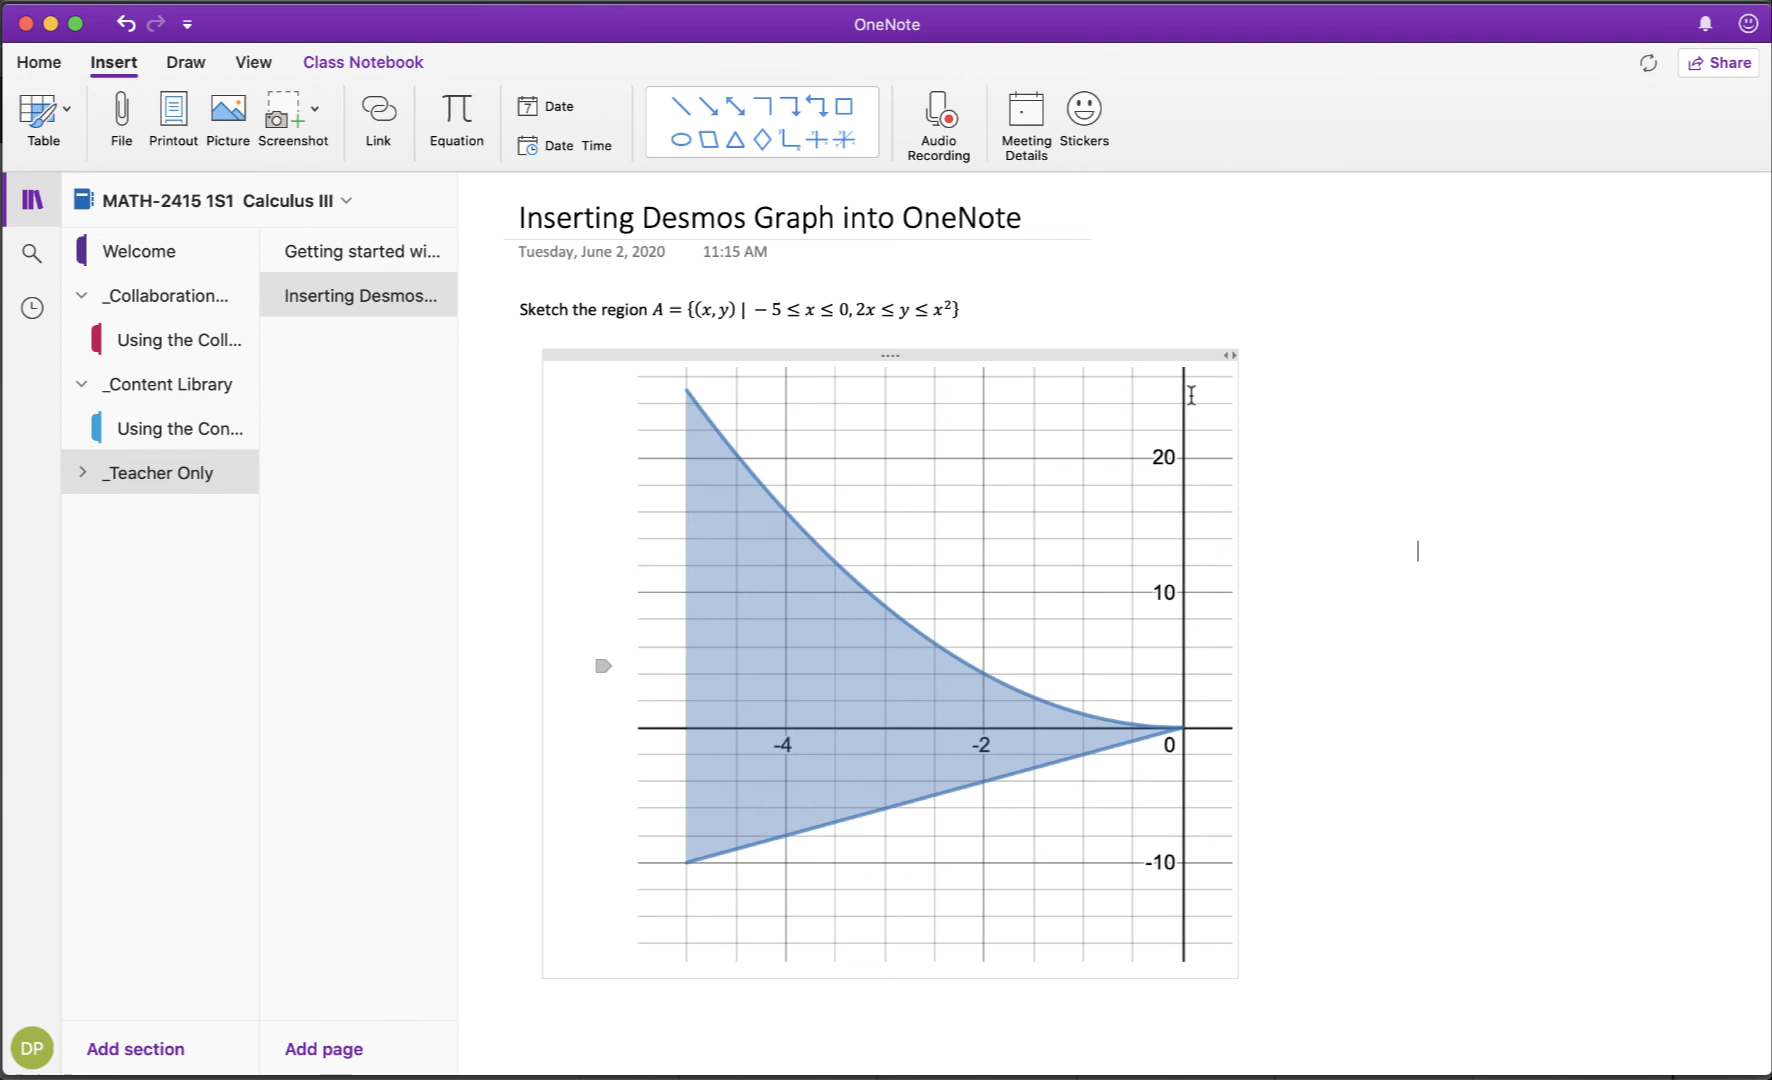 OneNote
Home Insert Draw View Class Notebook
Share
Table
File
Printout
Picture
Screenshot
Link
Equation
7 Date
Date Time
Audio
Recording
Meeting
Details
Stickers
MATH-2415 1S1 Calculus III
Welcome
_Collaboration...
Using the Coll...
_Content Library
Using the Con...
_Teacher Only
Getting started wi...
Inserting Desmos...
Inserting Desmos Graph into OneNote
Tuesday, June 2, 2020 11:15 AM
Sketch the region A = {(x, y) | − 5 ≤ x ≤ 0, 2x ≤ y ≤ x²}
20
10
-4 -2 0
-10
DP
Add section
Add page